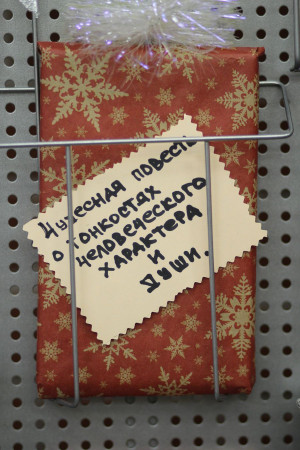 Чудесная повесть
о тонкостях
человеческого
характера
и
души.